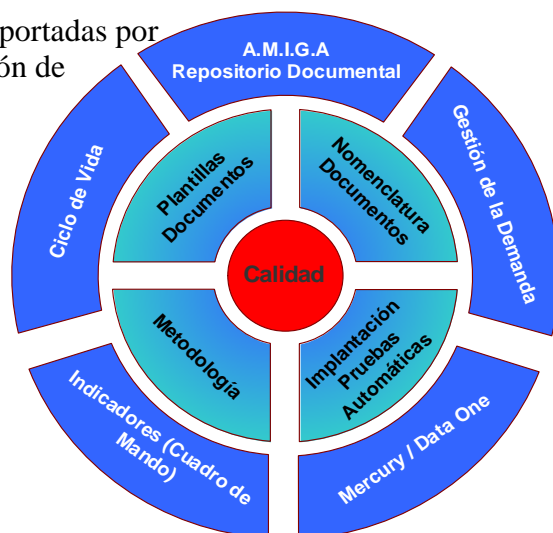 portadas por
ón de
A.M.I.G.A
Repositorio Documental
Ciclo de Vida
Gestión de la Demanda
Plantillas
Documentos
Nomenclatura
Documentos
Calidad
Metodología
Implantación
Pruebas
Automáticas
Indicadores (Cuadro de
Mando)
Mercury / Data One